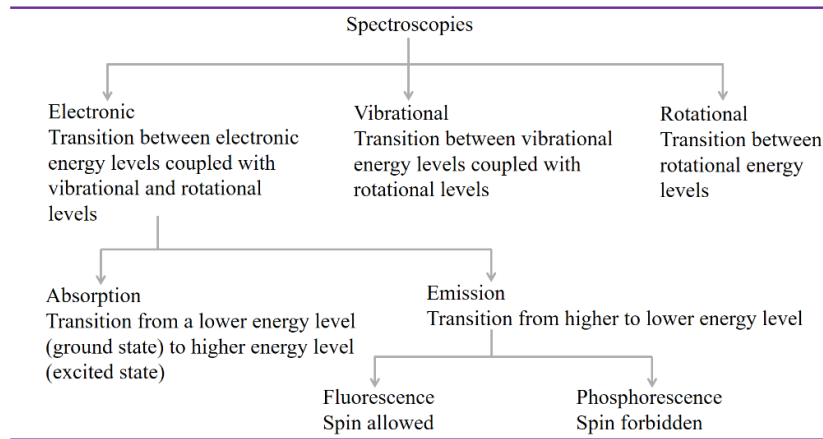 Spectroscopies
Electronic
Transition between electronic
energy levels coupled with
vibrational and rotational
levels
Vibrational
Transition between vibrational
energy levels coupled with
rotational levels
Rotational
Transition between
rotational energy
levels
Absorption
Transition from a lower energy level
(ground state) to higher energy level
(excited state)
Emission
Transition from higher to lower energy level
Fluorescence
Spin allowed
Phosphorescence
Spin forbidden